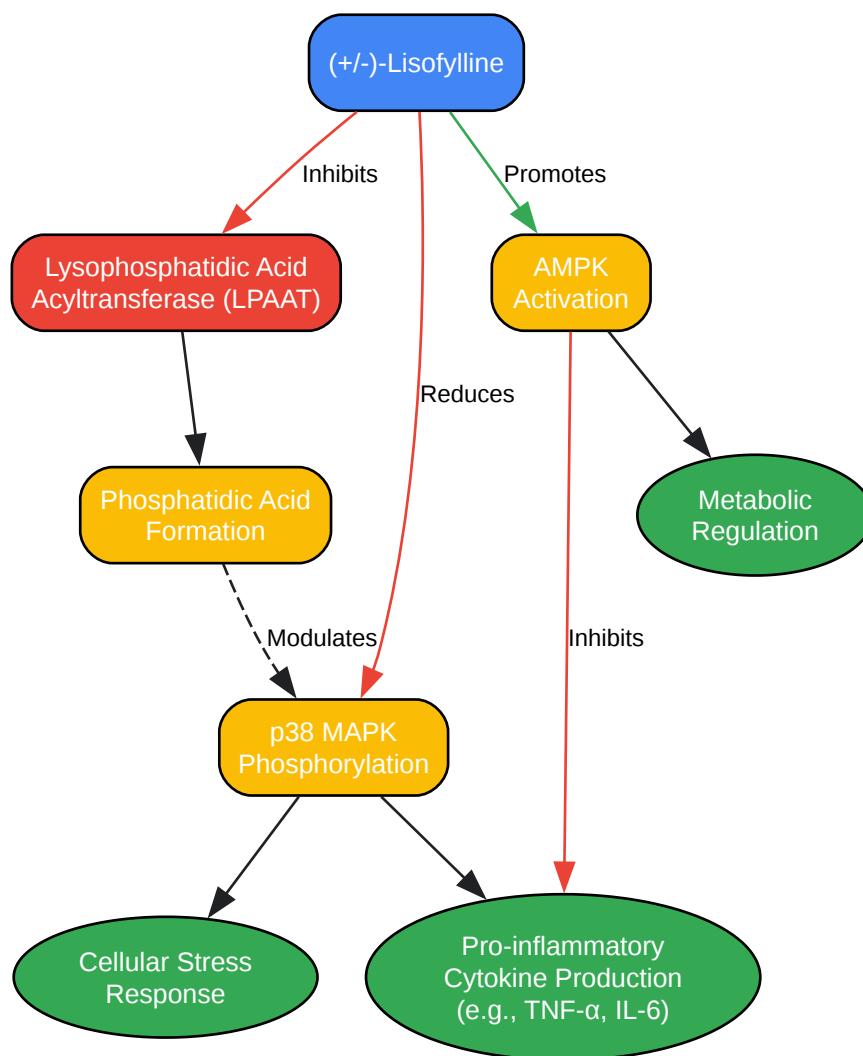 (+/-)-Lisofylline
Inhibits
Promotes
Lysophosphatidic Acid
Acyltransferase (LPAAT)
AMPK
Activation
Reduces
Phosphatidic Acid
Formation
Metabolic
Regulation
Modulates
Inhibits
p38 MAPK
Phosphorylation
Cellular Stress
Response
Pro-inflammatory
Cytokine Production
(e.g., TNF-α, IL-6)